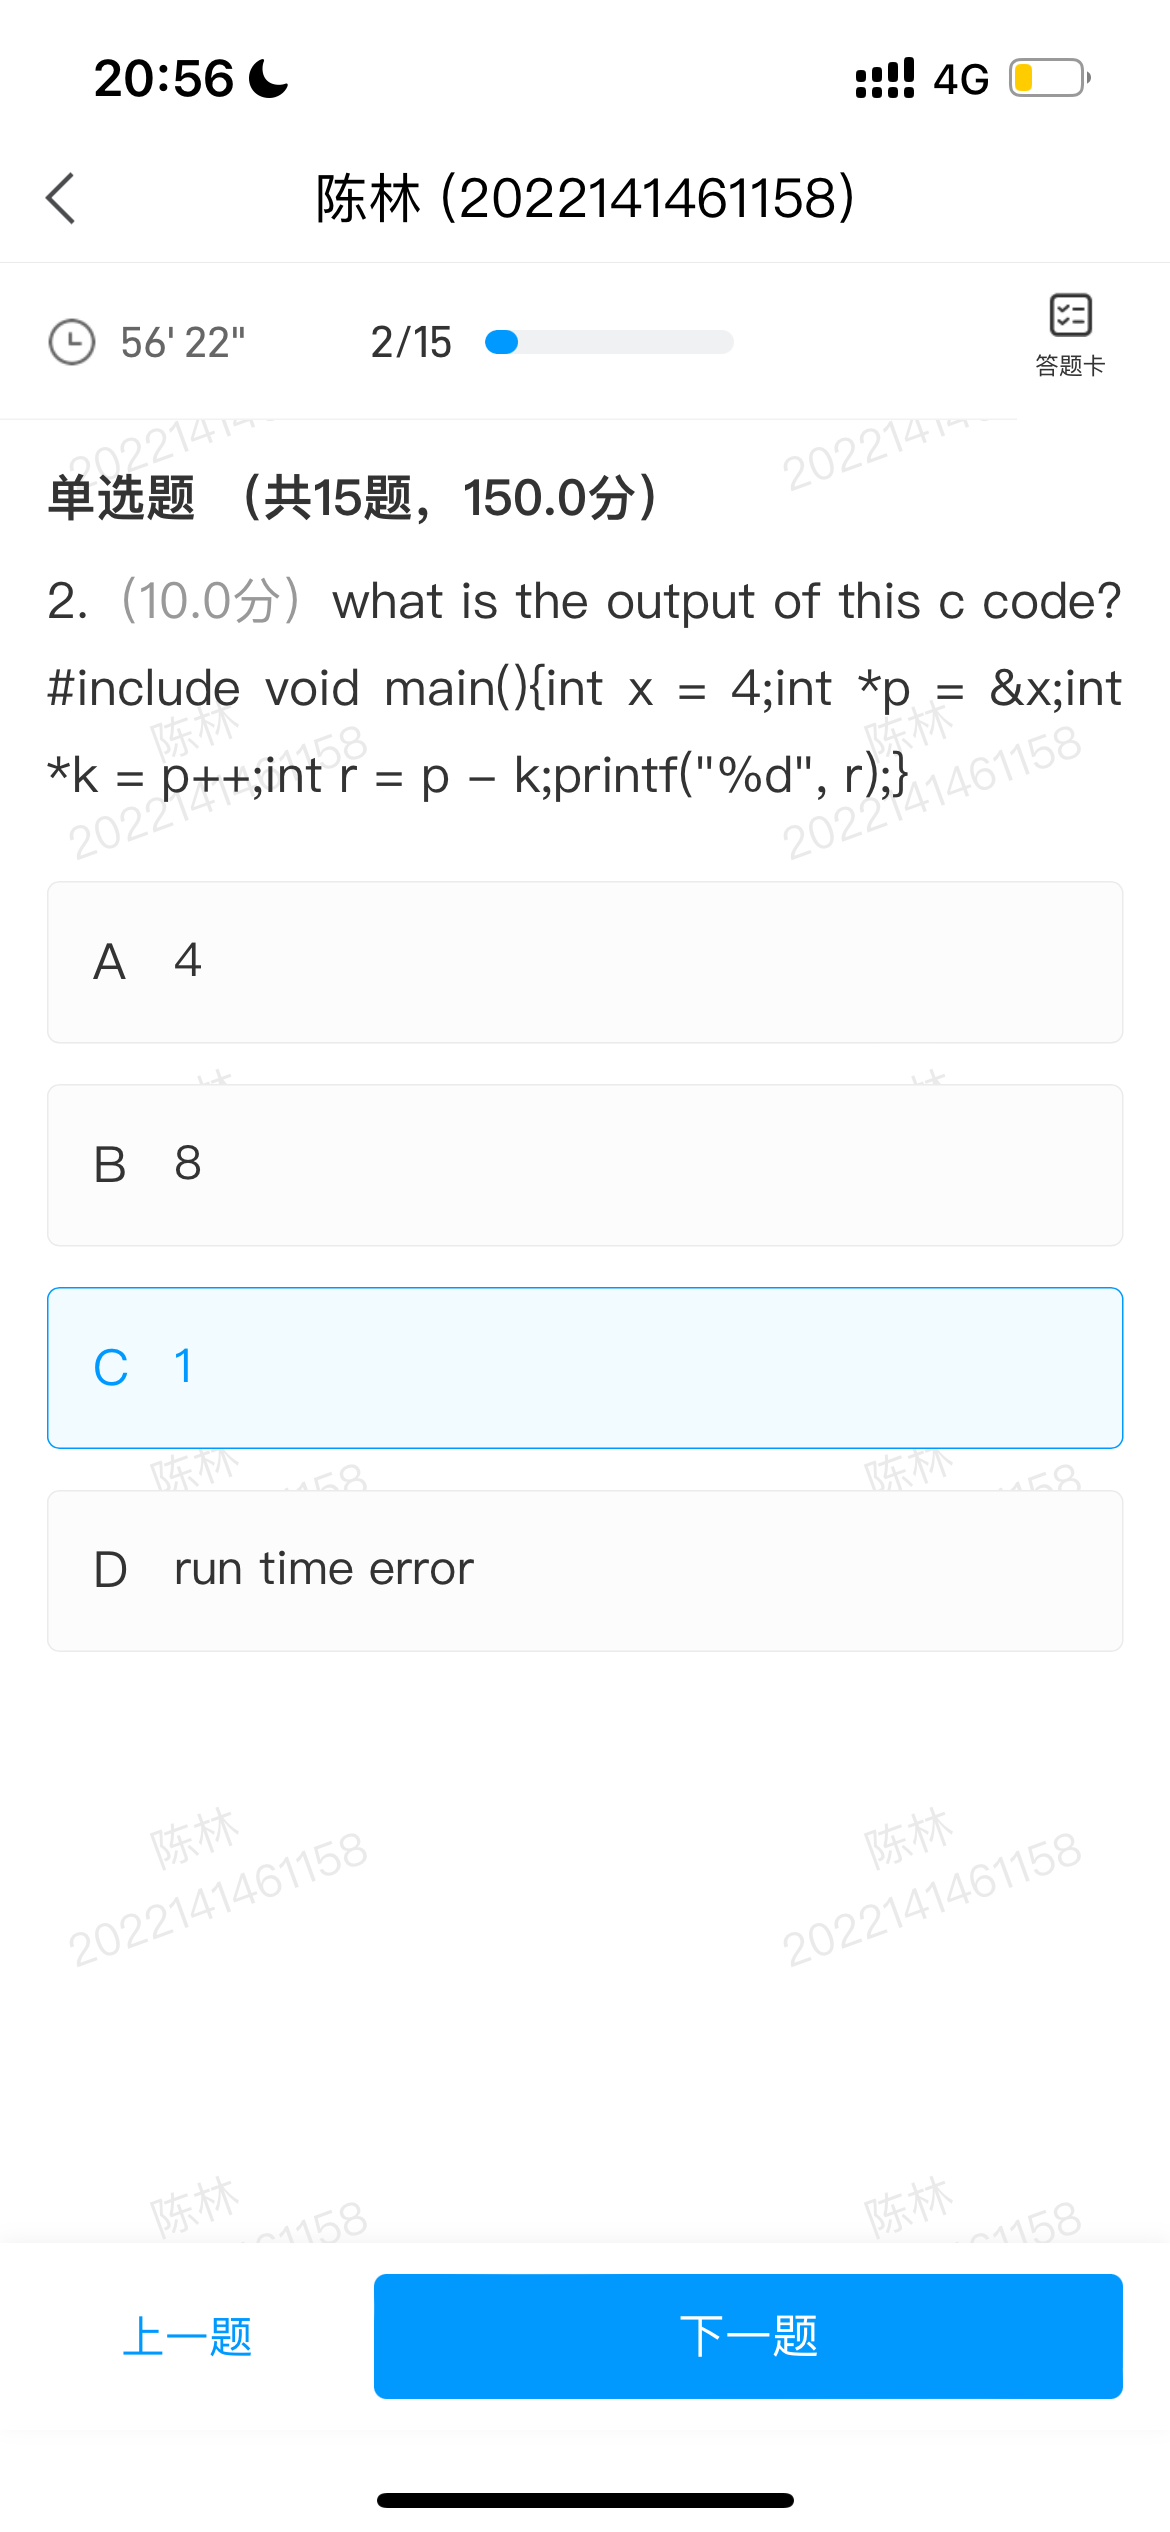 20:56
4G
陈林 (2022141461158)
56' 22"
2/15
答题卡
单选题 （共15题，150.0分）
2.（10.0分）what is the output of this c code?
#include void main(){int x = 4;int *p = &x;int
*k = p++;int r = p – k;printf("%d", r);}
A 4
B 8
C 1
D run time error
陈林
2022141461158
陈林
2022141461158
上一题
下一题